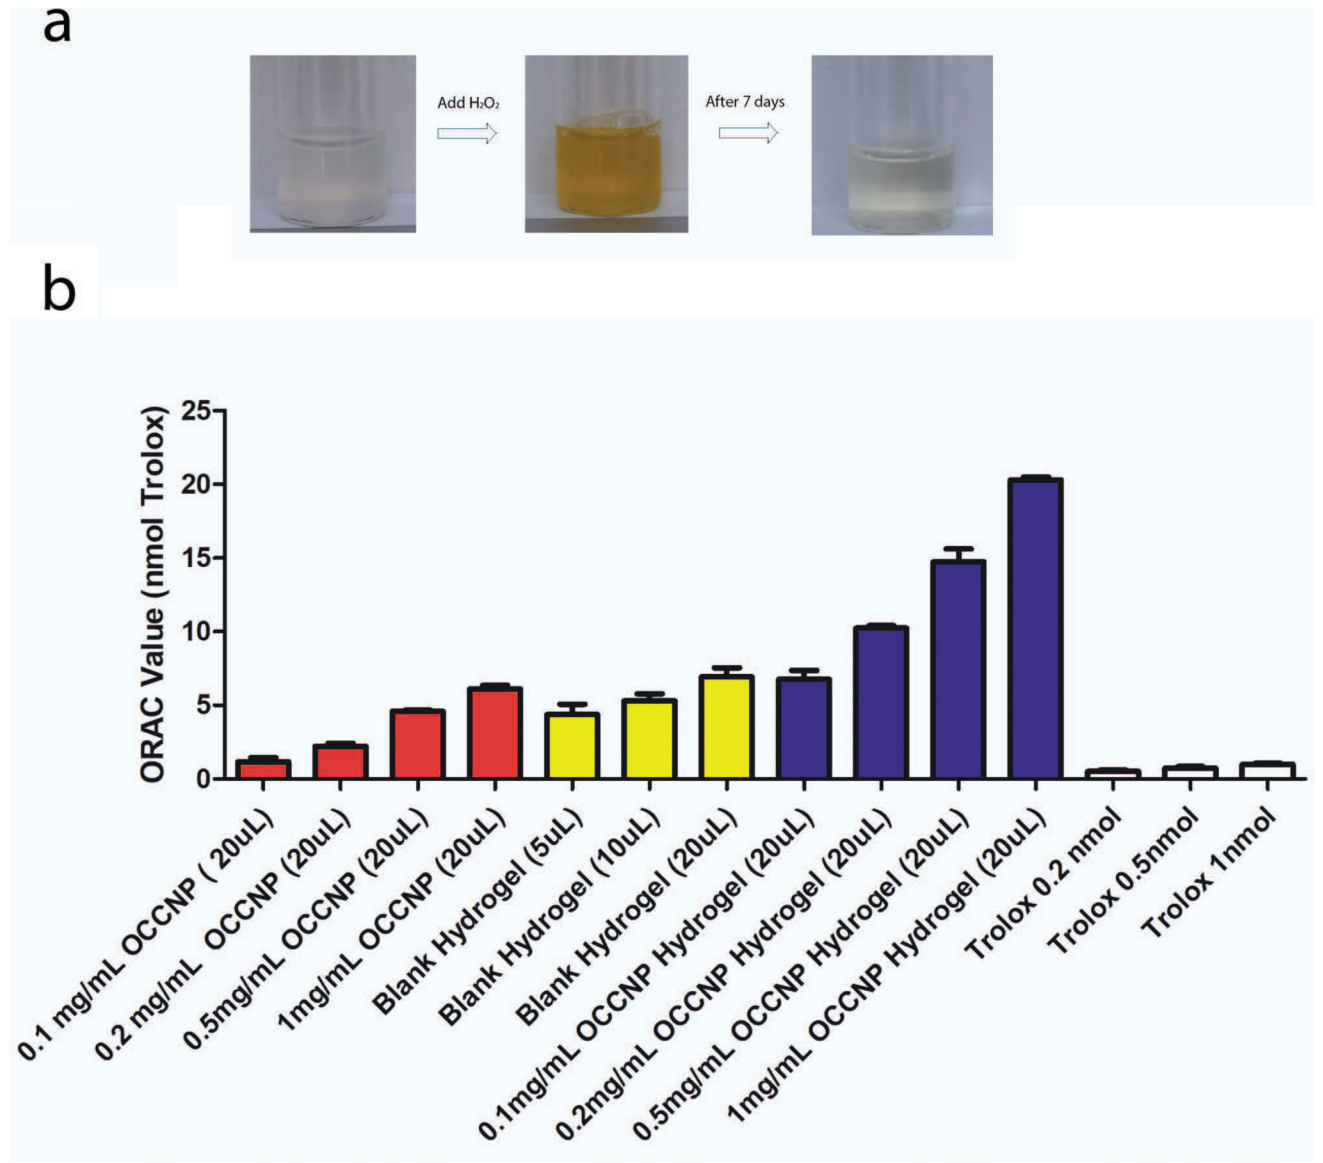 a
Add H₂O₂
After 7 days
b
ORAC Value (nmol Trolox)
25
20
15
10
5
0
0.1 mg/mL OCCNP ( 20uL)
0.2 mg/mL OCCNP (20uL)
0.5mg/mL OCCNP (20uL)
1mg/mL OCCNP (20uL)
Blank Hydrogel (5uL)
Blank Hydrogel (10uL)
Blank Hydrogel (20uL)
0.1mg/mL OCCNP Hydrogel (20uL)
0.2mg/mL OCCNP Hydrogel (20uL)
0.5mg/mL OCCNP Hydrogel (20uL)
1mg/mL OCCNP Hydrogel (20uL)
Trolox 0.2 nmol
Trolox 0.5nmol
Trolox 1nmol